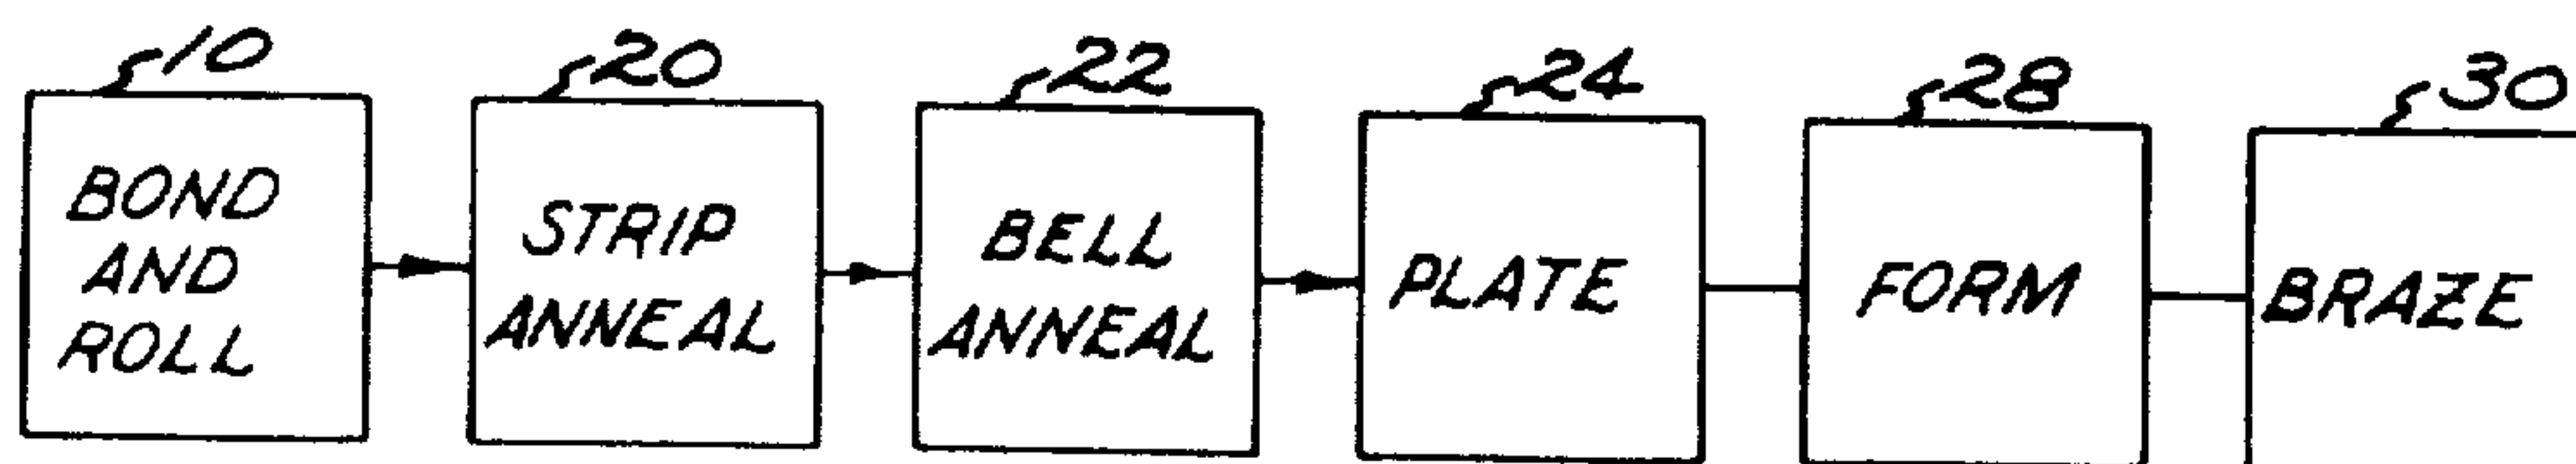 10
BOND
AND
ROLL
20
STRIP
ANNEAL
22
BELL
ANNEAL
24
PLATE
28
FORM
30
BRAZE